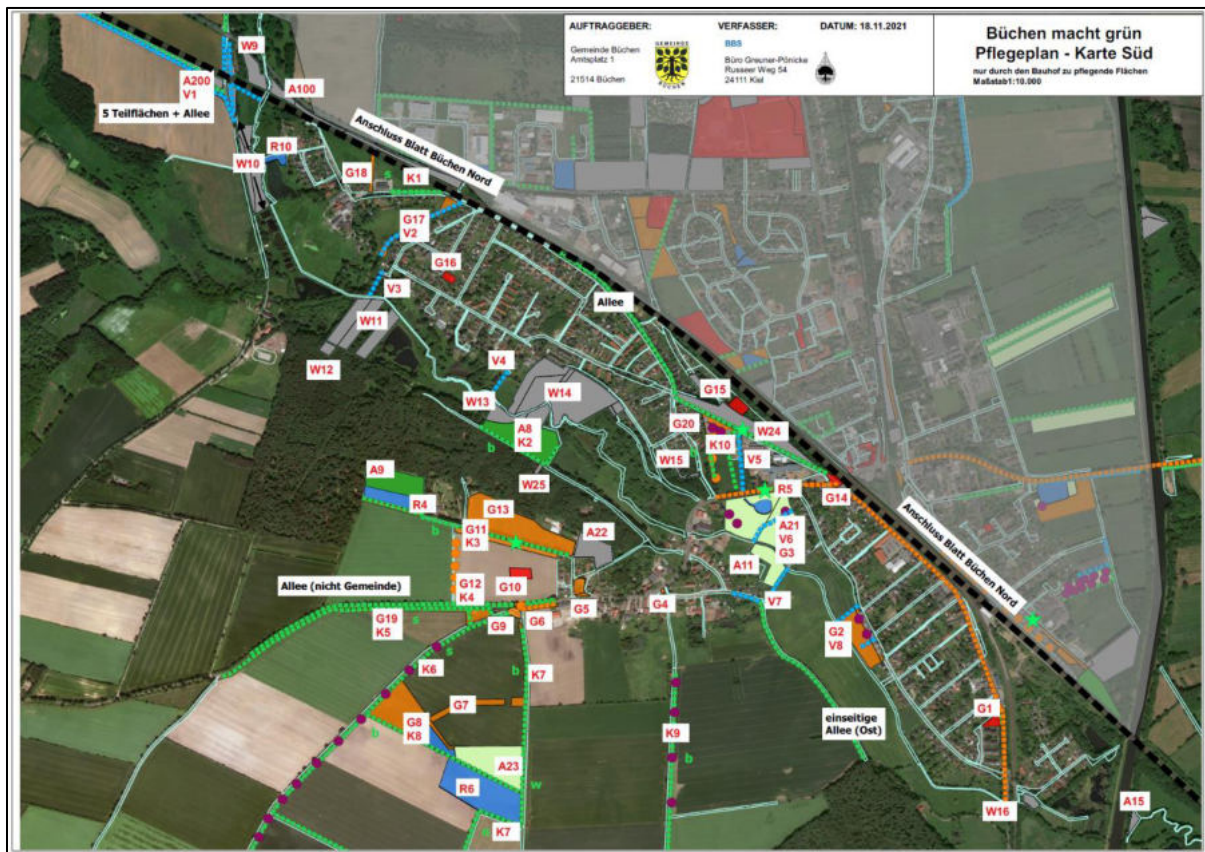 AUFTRAGGEBER:
Gemeinde Büchen
Amtsplatz 1
21514 Büchen
GEMEINDE
BÜCHEN
VERFASSER:
BBS
Büro Greuner-Pönicke
Russeer Weg 54
24111 Kiel
DATUM: 18.11.2021
Büchen macht grün
Pflegeplan - Karte Süd
nur durch den Bauhof zu pflegende Flächen
Maßstab1:10.000
W9
A200
V1
A100
5 Teilflächen + Allee
Anschluss Blatt Büchen Nord
R10
W10
G18
s
K1
G17
V2
G16
V3
Allee
W11
W12
V4
W13
W14
G15
A8
K2
b
G20
W24
K10
W15
V5
W25
A9
R4
R5
G14
Anschluss Blatt Büchen Nord
b
G13
G11
K3
A22
A21
V6
G3
A11
G12
K4
G10
Allee (nicht Gemeinde)
G5
G4
V7
G19
K5
s
G9
G6
G2
V8
s
K6
b
K7
G7
G8
K8
b
K9
b
einseitige
Allee (Ost)
G1
A23
R6
w
K7
s
W16
A15